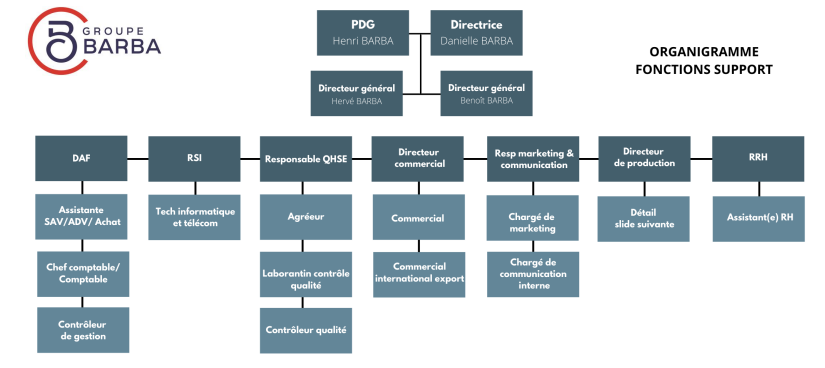 GROUPE
BARBA
PDG
Henri BARBA
Directrice
Danielle BARBA
ORGANIGRAMME
FONCTIONS SUPPORT
Directeur général
Hervé BARBA
Directeur général
Benoît BARBA
DAF
RSI
Responsable QHSE
Directeur
commercial
Resp marketing &
communication
Directeur
de production
RRH
Assistante
SAV/ADV/ Achat
Tech informatique
et télécom
Agréeur
Commercial
Chargé de
marketing
Détail
slide suivante
Assistant(e) RH
Chef comptable/
Comptable
Laborantin contrôle
qualité
Commercial
international export
Chargé de
communication
interne
Contrôleur
de gestion
Contrôleur qualité